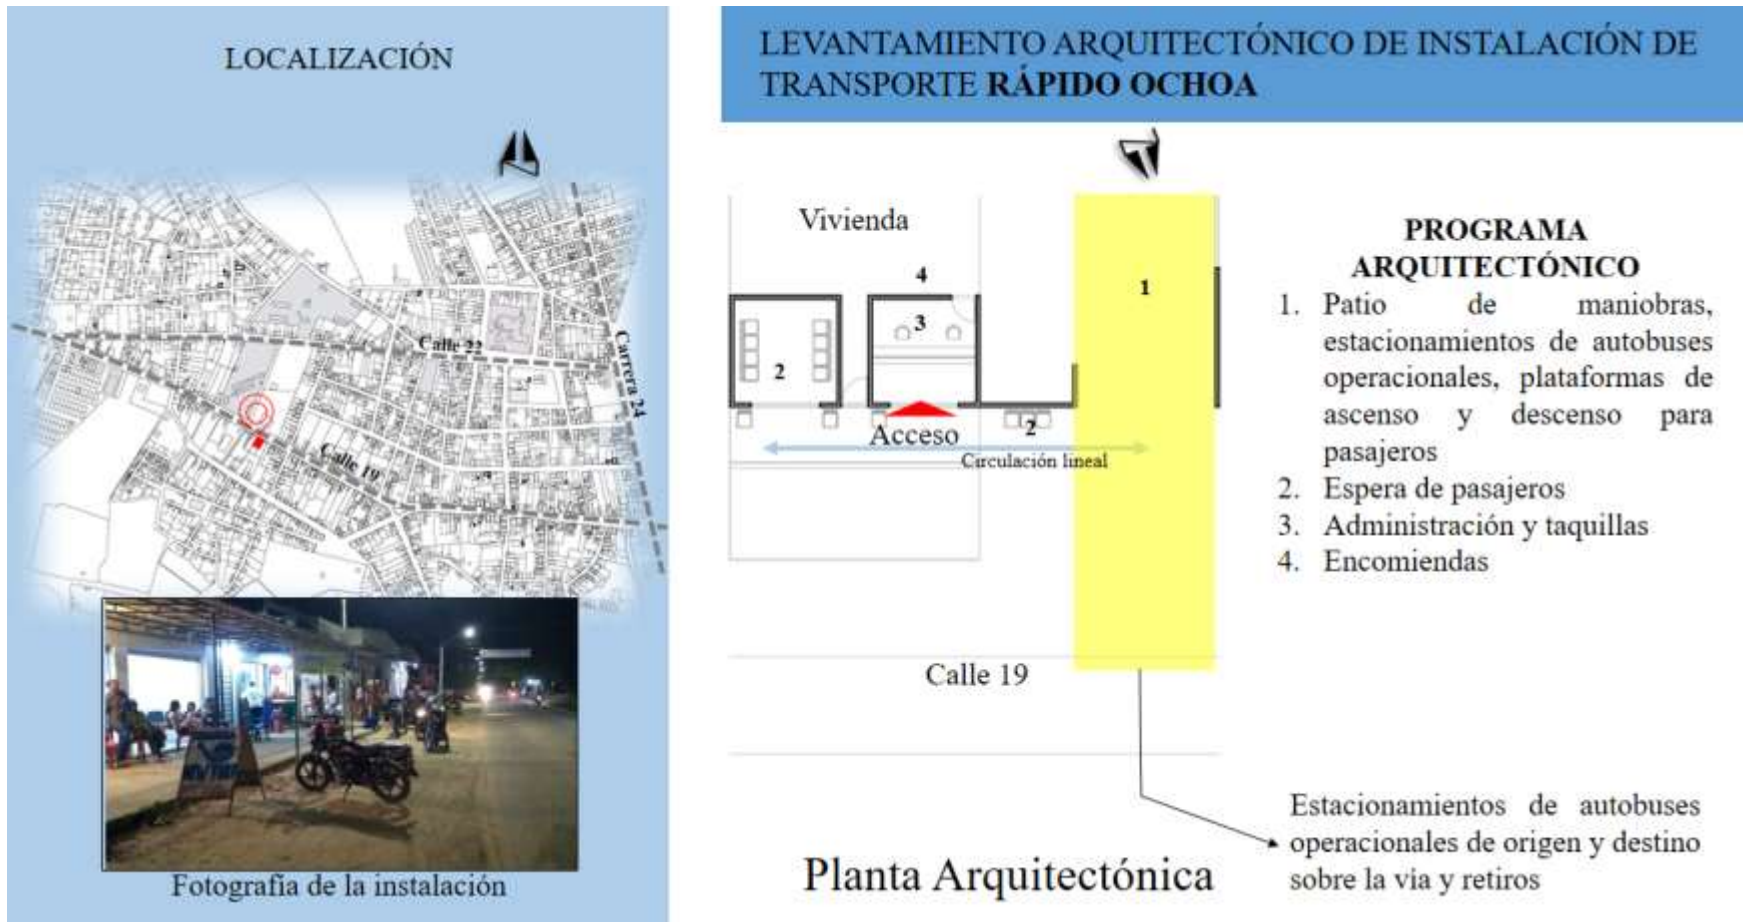 LOCALIZACIÓN
Calle 22
Carrera 24
Calle 19
Fotografía de la instalación
LEVANTAMIENTO ARQUITECTÓNICO DE INSTALACIÓN DE
TRANSPORTE RÁPIDO OCHOA
Vivienda
4
3
2
1
2
Acceso
Circulación lineal
Calle 19
Planta Arquitectónica
PROGRAMA
ARQUITECTÓNICO
1. Patio de maniobras,
estacionamientos de autobuses
operacionales, plataformas de
ascenso y descenso para
pasajeros
2. Espera de pasajeros
3. Administración y taquillas
4. Encomiendas
Estacionamientos de autobuses
operacionales de origen y destino
sobre la via y retiros